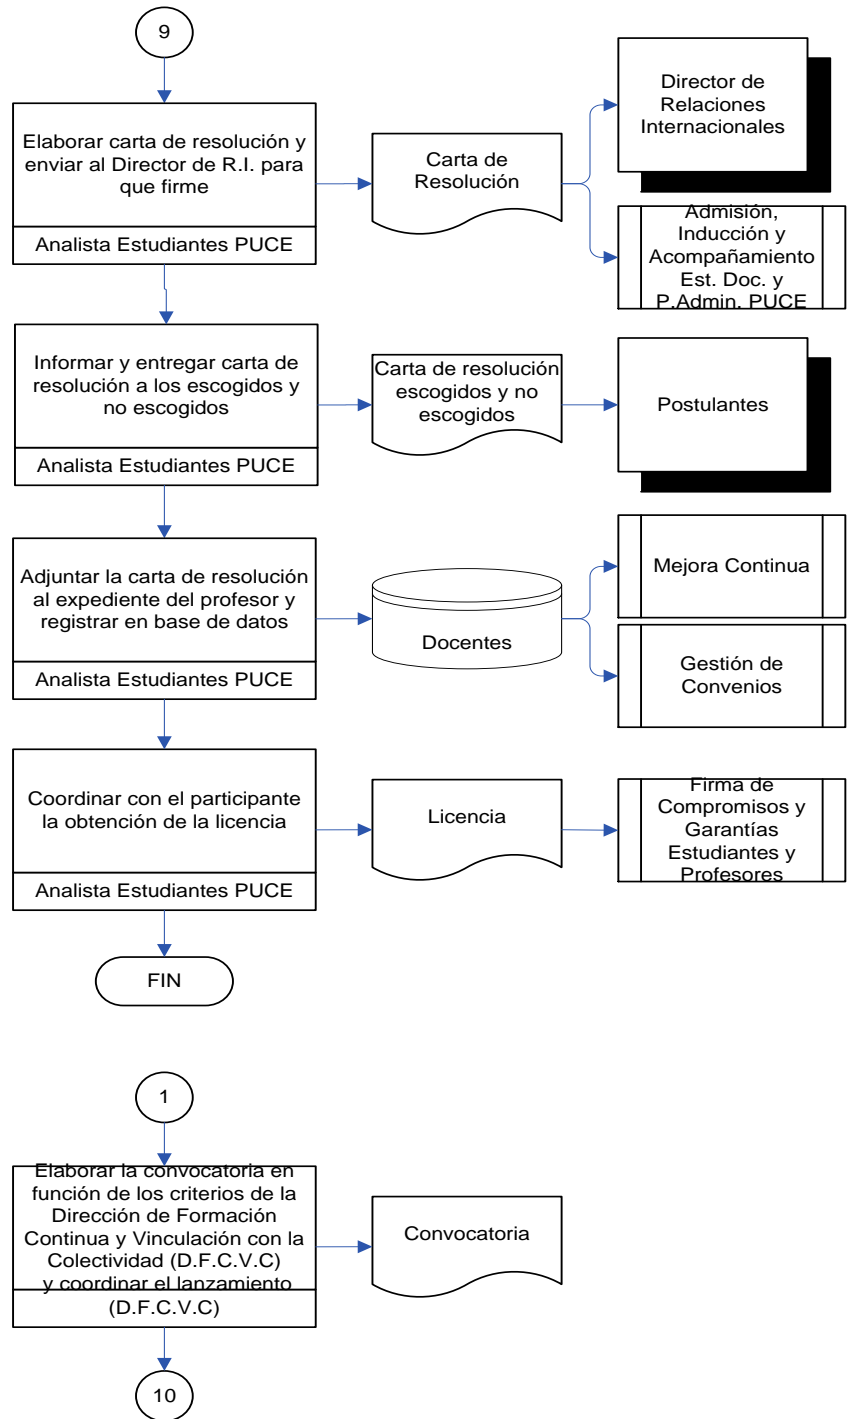 9
Elaborar carta de resolución y
enviar al Director de R.I. para
que firme
Analista Estudiantes PUCE
Carta de
Resolución
Director de
Relaciones
Internacionales
Admisión,
Inducción y
Acompañamiento
Est. Doc. y
P.Admin. PUCE
Informar y entregar carta de
resolución a los escogidos y
no escogidos
Analista Estudiantes PUCE
Carta de resolución
escogidos y no
escogidos
Postulantes
Adjuntar la carta de resolución
al expediente del profesor y
registrar en base de datos
Analista Estudiantes PUCE
Docentes
Mejora Continua
Gestión de
Convenios
Coordinar con el participante
la obtención de la licencia
Analista Estudiantes PUCE
Licencia
Firma de
Compromisos y
Garantías
Estudiantes y
Profesores
FIN
1
Elaborar la convocatoria en
función de los criterios de la
Dirección de Formación
Continua y Vinculación con la
Colectividad (D.F.C.V.C)
y coordinar el lanzamiento
(D.F.C.V.C)
Convocatoria
10